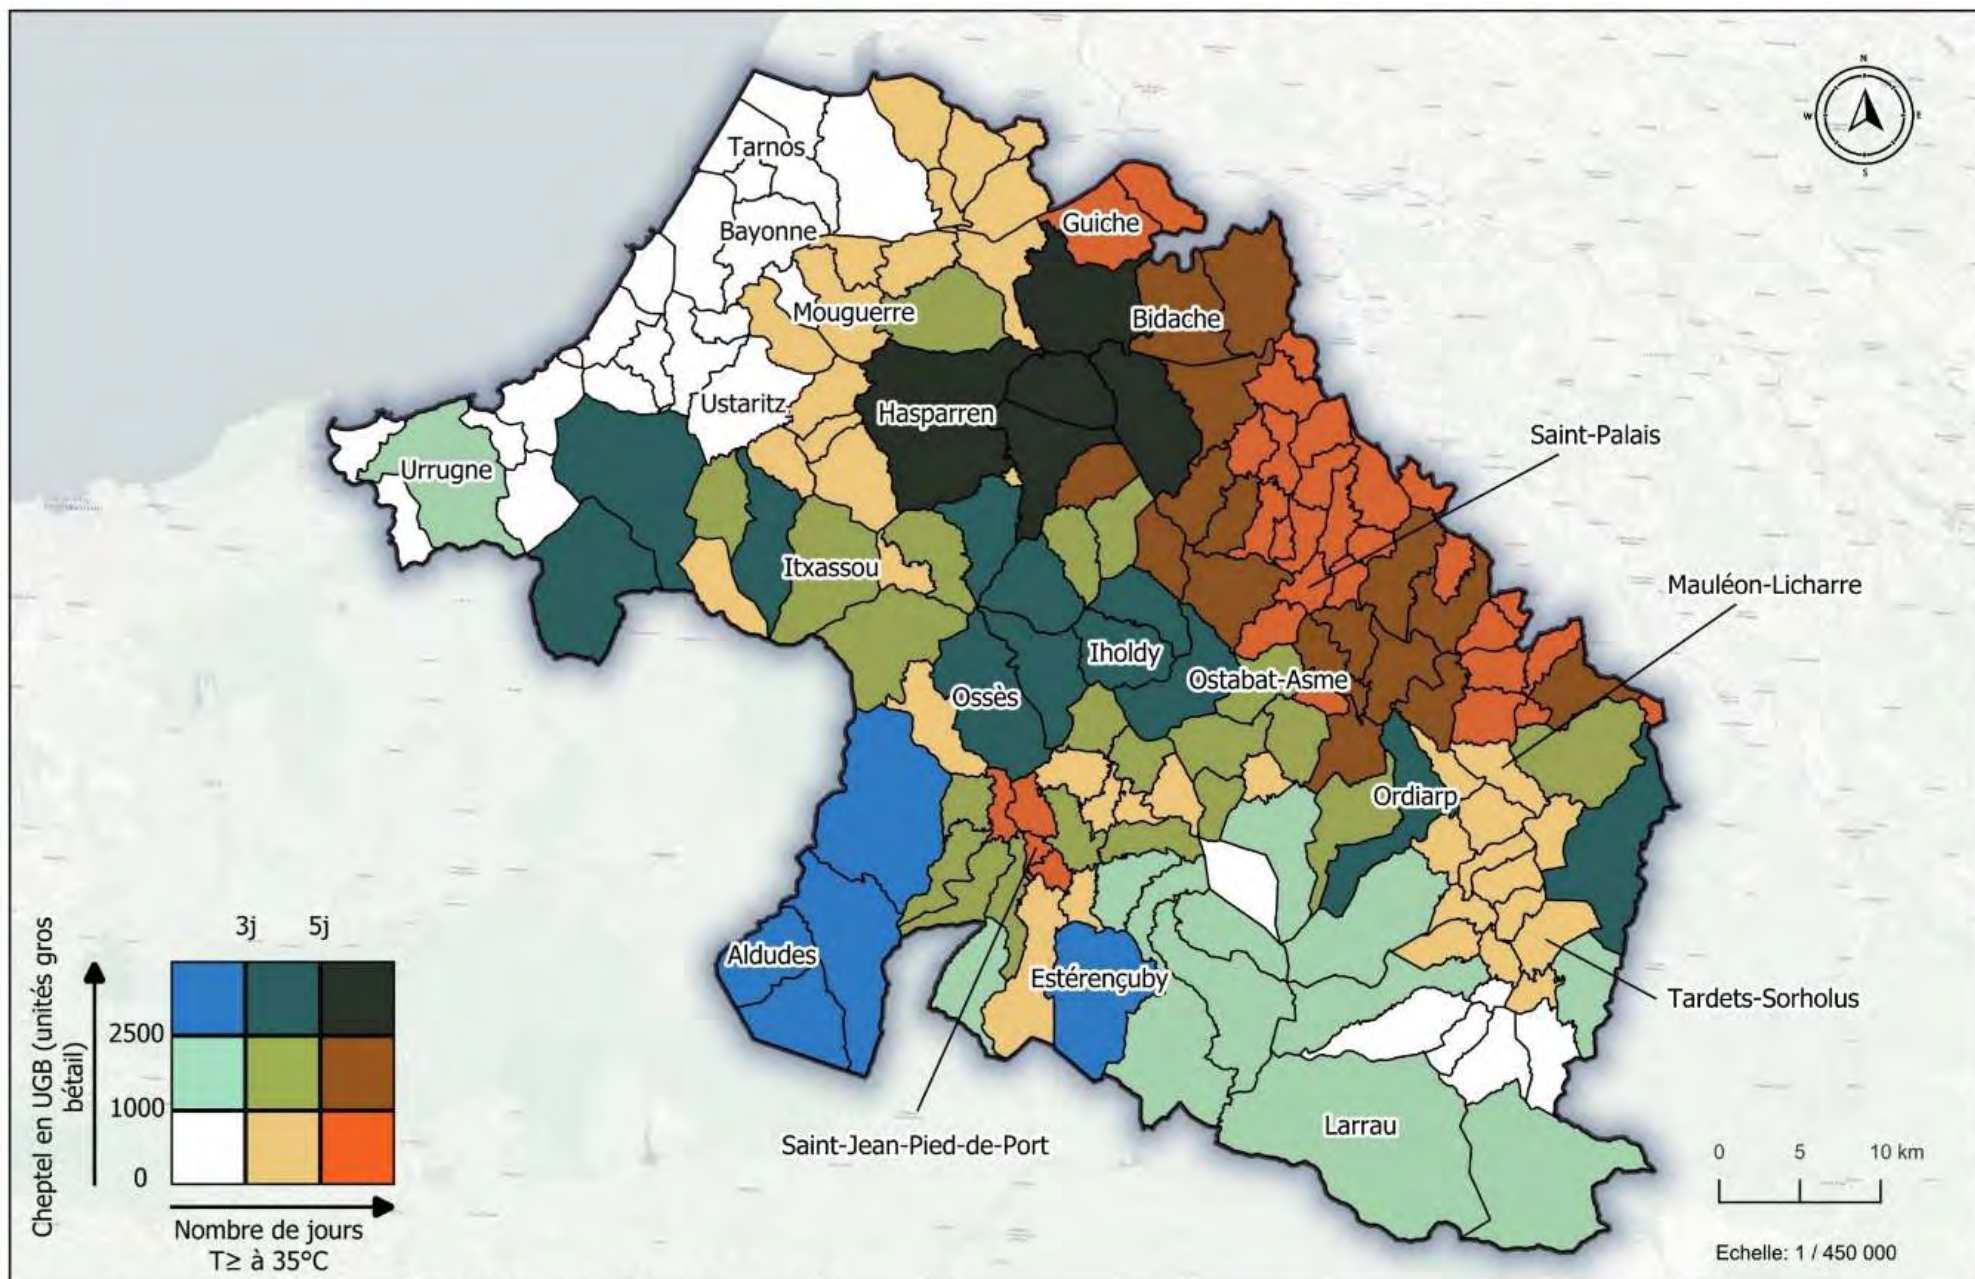 N
W
E
S
Tarnos
Guiche
Bayonne
Mouguerre
Bidache
Ustaritz
Hasparren
Saint-Palais
Urrugne
Itxassou
Mauléon-Licharre
Iholdy
Ostabat-Asme
Ossès
Ordiarp
Aldudes
Estérençuby
Tardets-Sorholus
Larrau
Saint-Jean-Pied-de-Port
3j
5j
Cheptel en UGB (unités gros
bétail)
2500
1000
0
Nombre de jours
T≥ à 35°C
0
5
10 km
Echelle: 1 / 450 000